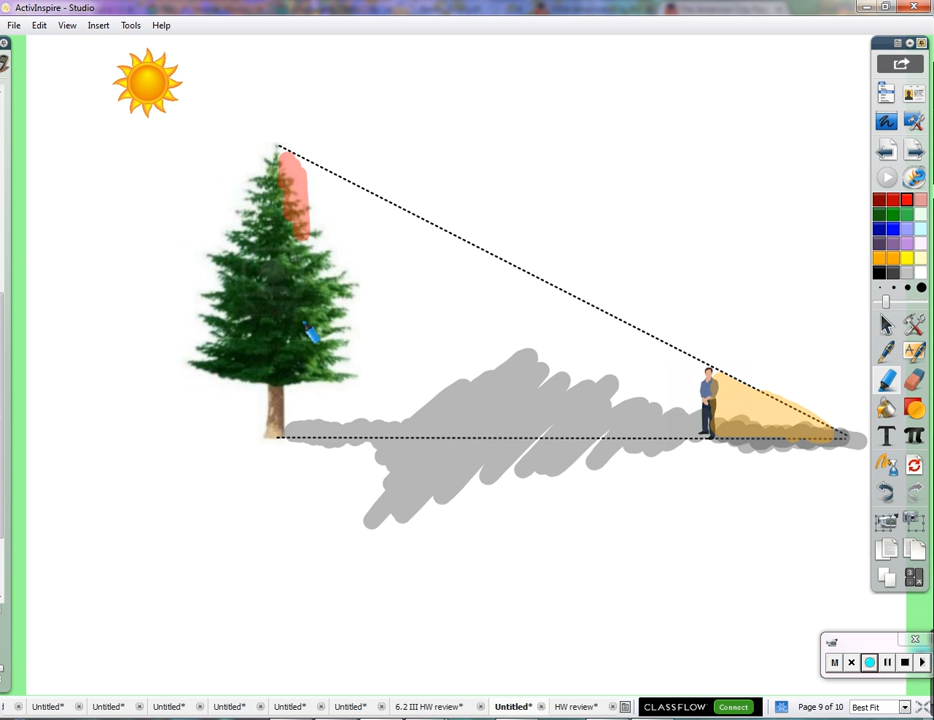 ActivInspire - Studio
File Edit View Insert Tools Help
T π
M
Untitled* Untitled* Untitled* Untitled* Untitled* Untitled* 6.2 III HW review* Untitled* HW review* CLASSFLOW Connect Page 9 of 10 Best Fit